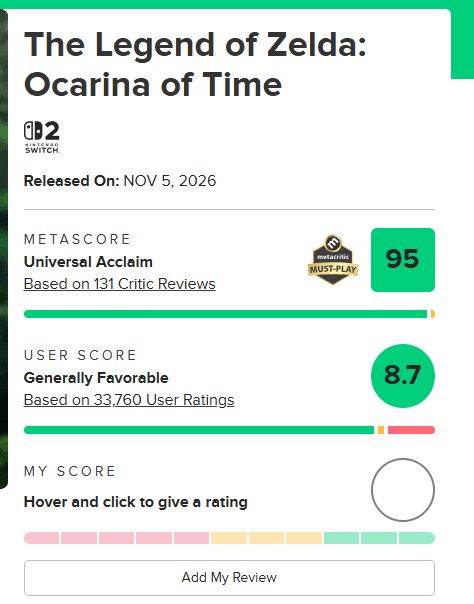 The Legend of Zelda:
Ocarina of Time
2
NINTENDO
SWITCH
Released On: NOV 5, 2026
METASCORE
Universal Acclaim
Based on 131 Critic Reviews
m
metacritic
MUST-PLAY
95
USER SCORE
Generally Favorable
Based on 33,760 User Ratings
8.7
MY SCORE
Hover and click to give a rating
Add My Review